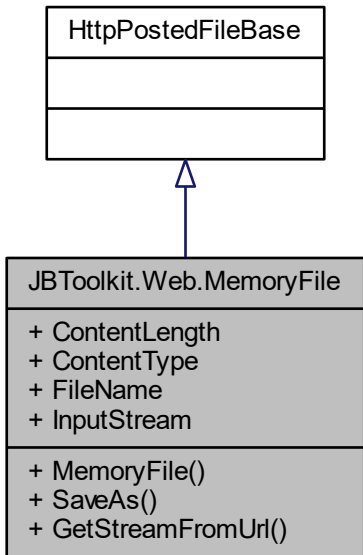 HttpPostedFileBase
JBToolkit.Web.MemoryFile
+ ContentLength
+ ContentType
+ FileName
+ InputStream
+ MemoryFile()
+ SaveAs()
+ GetStreamFromUrl()